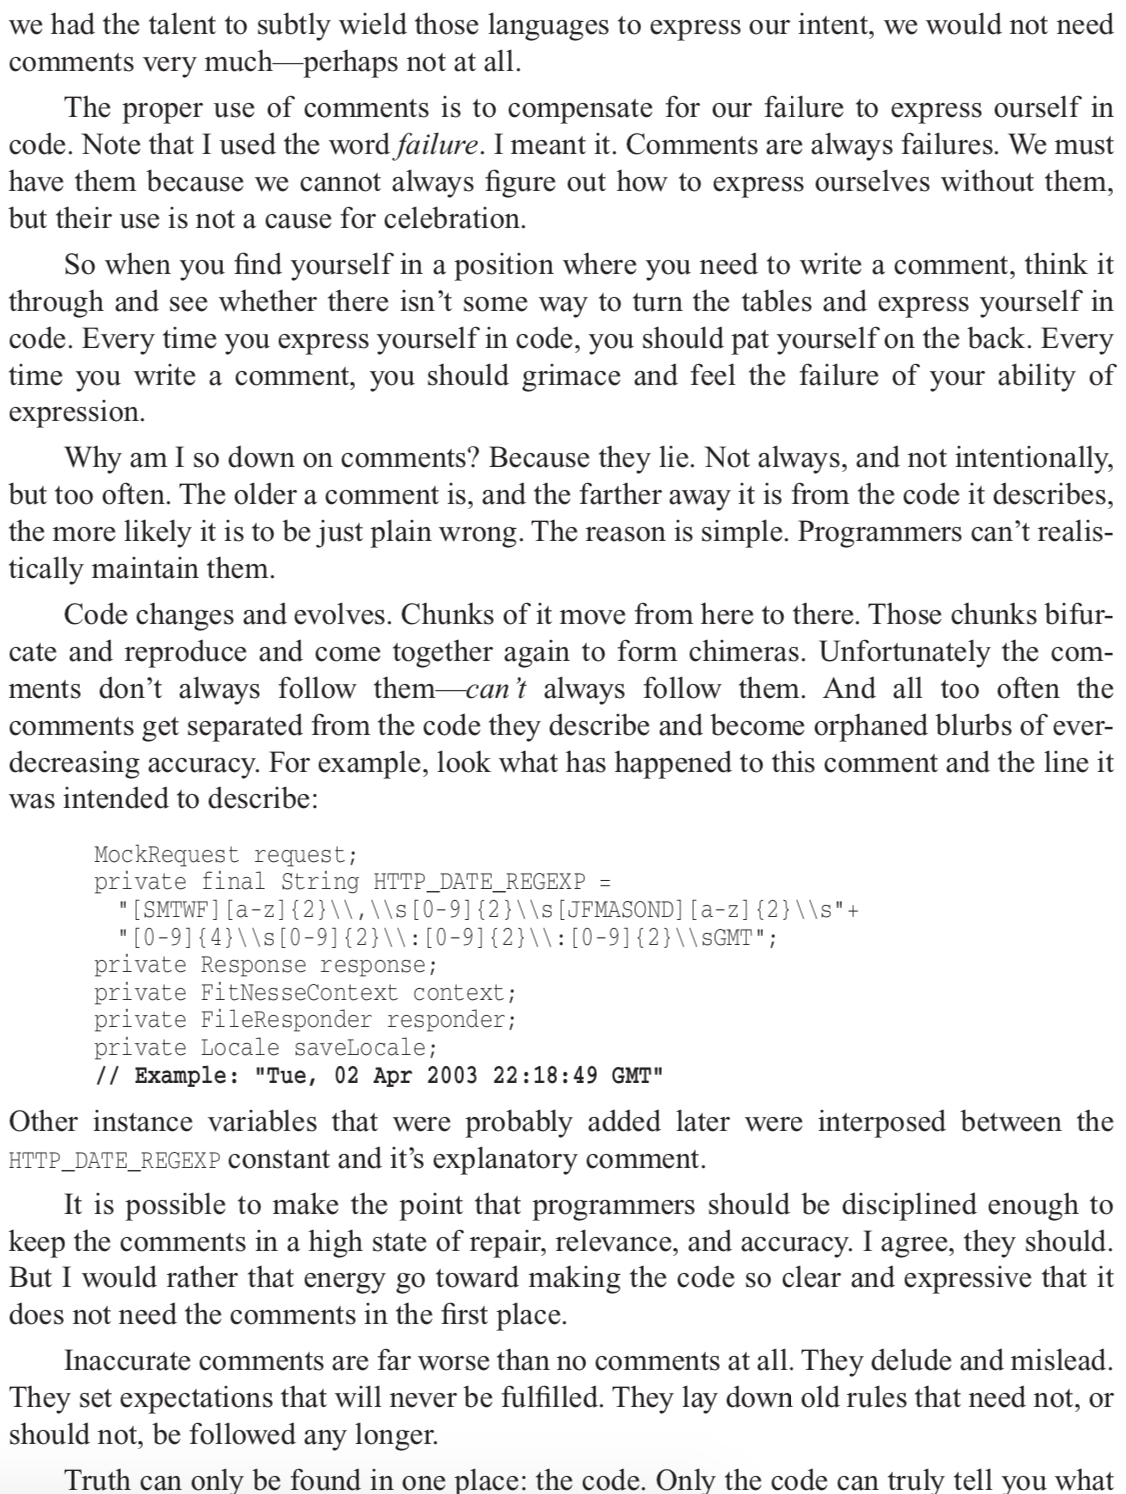 we had the talent to subtly wield those languages to express our intent, we would not need
comments very much—perhaps not at all.
The proper use of comments is to compensate for our failure to express ourself in
code. Note that I used the word failure. I meant it. Comments are always failures. We must
have them because we cannot always figure out how to express ourselves without them,
but their use is not a cause for celebration.
So when you find yourself in a position where you need to write a comment, think it
through and see whether there isn’t some way to turn the tables and express yourself in
code. Every time you express yourself in code, you should pat yourself on the back. Every
time you write a comment, you should grimace and feel the failure of your ability of
expression.
Why am I so down on comments? Because they lie. Not always, and not intentionally,
but too often. The older a comment is, and the farther away it is from the code it describes,
the more likely it is to be just plain wrong. The reason is simple. Programmers can’t realis-
tically maintain them.
Code changes and evolves. Chunks of it move from here to there. Those chunks bifur-
cate and reproduce and come together again to form chimeras. Unfortunately the com-
ments don’t always follow them—can’t always follow them. And all too often the
comments get separated from the code they describe and become orphaned blurbs of ever-
decreasing accuracy. For example, look what has happened to this comment and the line it
was intended to describe:
MockRequest request;
private final String HTTP_DATE_REGEXP =
"[SMTWF][a-z]{2}\\,\\s[0-9]{2}\\s[JFMASOND][a-z]{2}\\s"+
"[0-9]{4}\\s[0-9]{2}\\:[0-9]{2}\\:[0-9]{2}\\sGMT";
private Response response;
private FitNesseContext context;
private FileResponder responder;
private Locale saveLocale;
// Example: "Tue, 02 Apr 2003 22:18:49 GMT"
Other instance variables that were probably added later were interposed between the
HTTP_DATE_REGEXP constant and it’s explanatory comment.
It is possible to make the point that programmers should be disciplined enough to
keep the comments in a high state of repair, relevance, and accuracy. I agree, they should.
But I would rather that energy go toward making the code so clear and expressive that it
does not need the comments in the first place.
Inaccurate comments are far worse than no comments at all. They delude and mislead.
They set expectations that will never be fulfilled. They lay down old rules that need not, or
should not, be followed any longer.
Truth can only be found in one place: the code. Only the code can truly tell you what